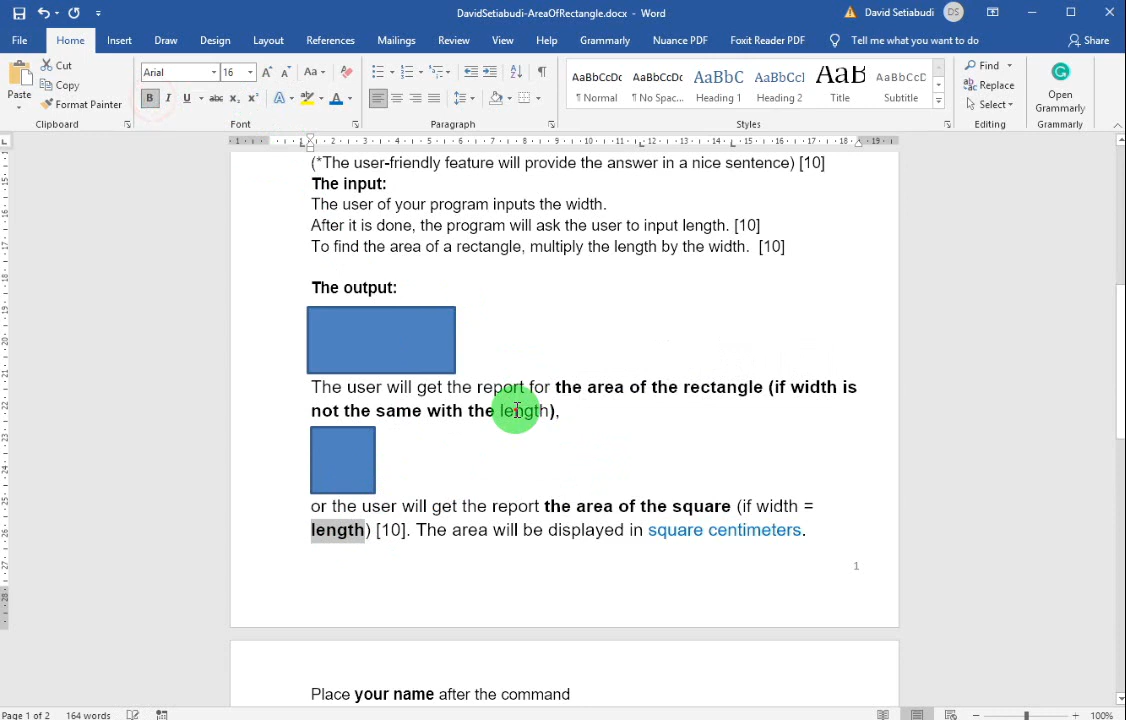 DavidSetiabudi-AreaOfRectangle.docx - Word
David Setiabudi
DS
File Home Insert Draw Design Layout References Mailings Review View Help Grammarly Nuance PDF Foxit Reader PDF Tell me what you want to do Share
Paste
Cut
Copy
Format Painter
Clipboard
Arial 16
Font
Paragraph
AaBbCcDc AaBbCcDc AaBbC AaBbCcl AaB AaBbCcD
¶ Normal ¶ No Spac... Heading 1 Heading 2 Title Subtitle
Styles
Find
Replace
Select
Editing
Open
Grammarly
Grammarly
(*The user-friendly feature will provide the answer in a nice sentence) [10]
The input:
The user of your program inputs the width.
After it is done, the program will ask the user to input length. [10]
To find the area of a rectangle, multiply the length by the width. [10]
The output:
The user will get the report for the area of the rectangle (if width is
not the same with the length),
or the user will get the report the area of the square (if width =
length) [10]. The area will be displayed in square centimeters.
1
Place your name after the command
Page 1 of 2 164 words 100%